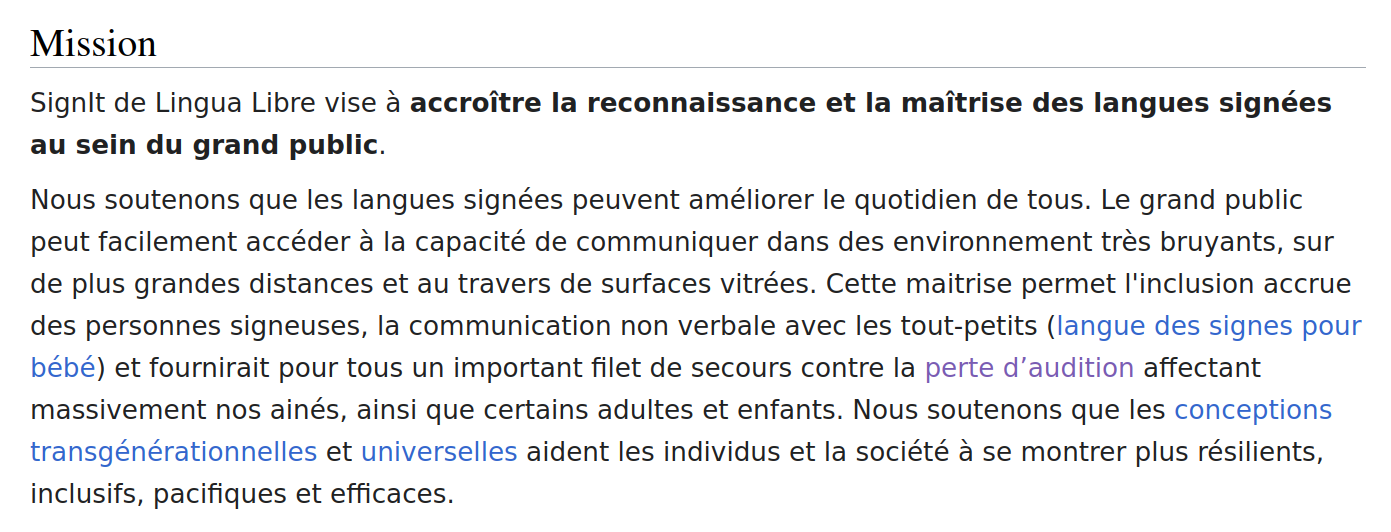 Mission
SignIt de Lingua Libre vise à accroître la reconnaissance et la maîtrise des langues signées
au sein du grand public.
Nous soutenons que les langues signées peuvent améliorer le quotidien de tous. Le grand public
peut facilement accéder à la capacité de communiquer dans des environnement très bruyants, sur
de plus grandes distances et au travers de surfaces vitrées. Cette maitrise permet l'inclusion accrue
des personnes signeuses, la communication non verbale avec les tout-petits (langue des signes pour
bébé) et fournirait pour tous un important filet de secours contre la perte d’audition affectant
massivement nos ainés, ainsi que certains adultes et enfants. Nous soutenons que les conceptions
transgénérationnelles et universelles aident les individus et la société à se montrer plus résilients,
inclusifs, pacifiques et efficaces.